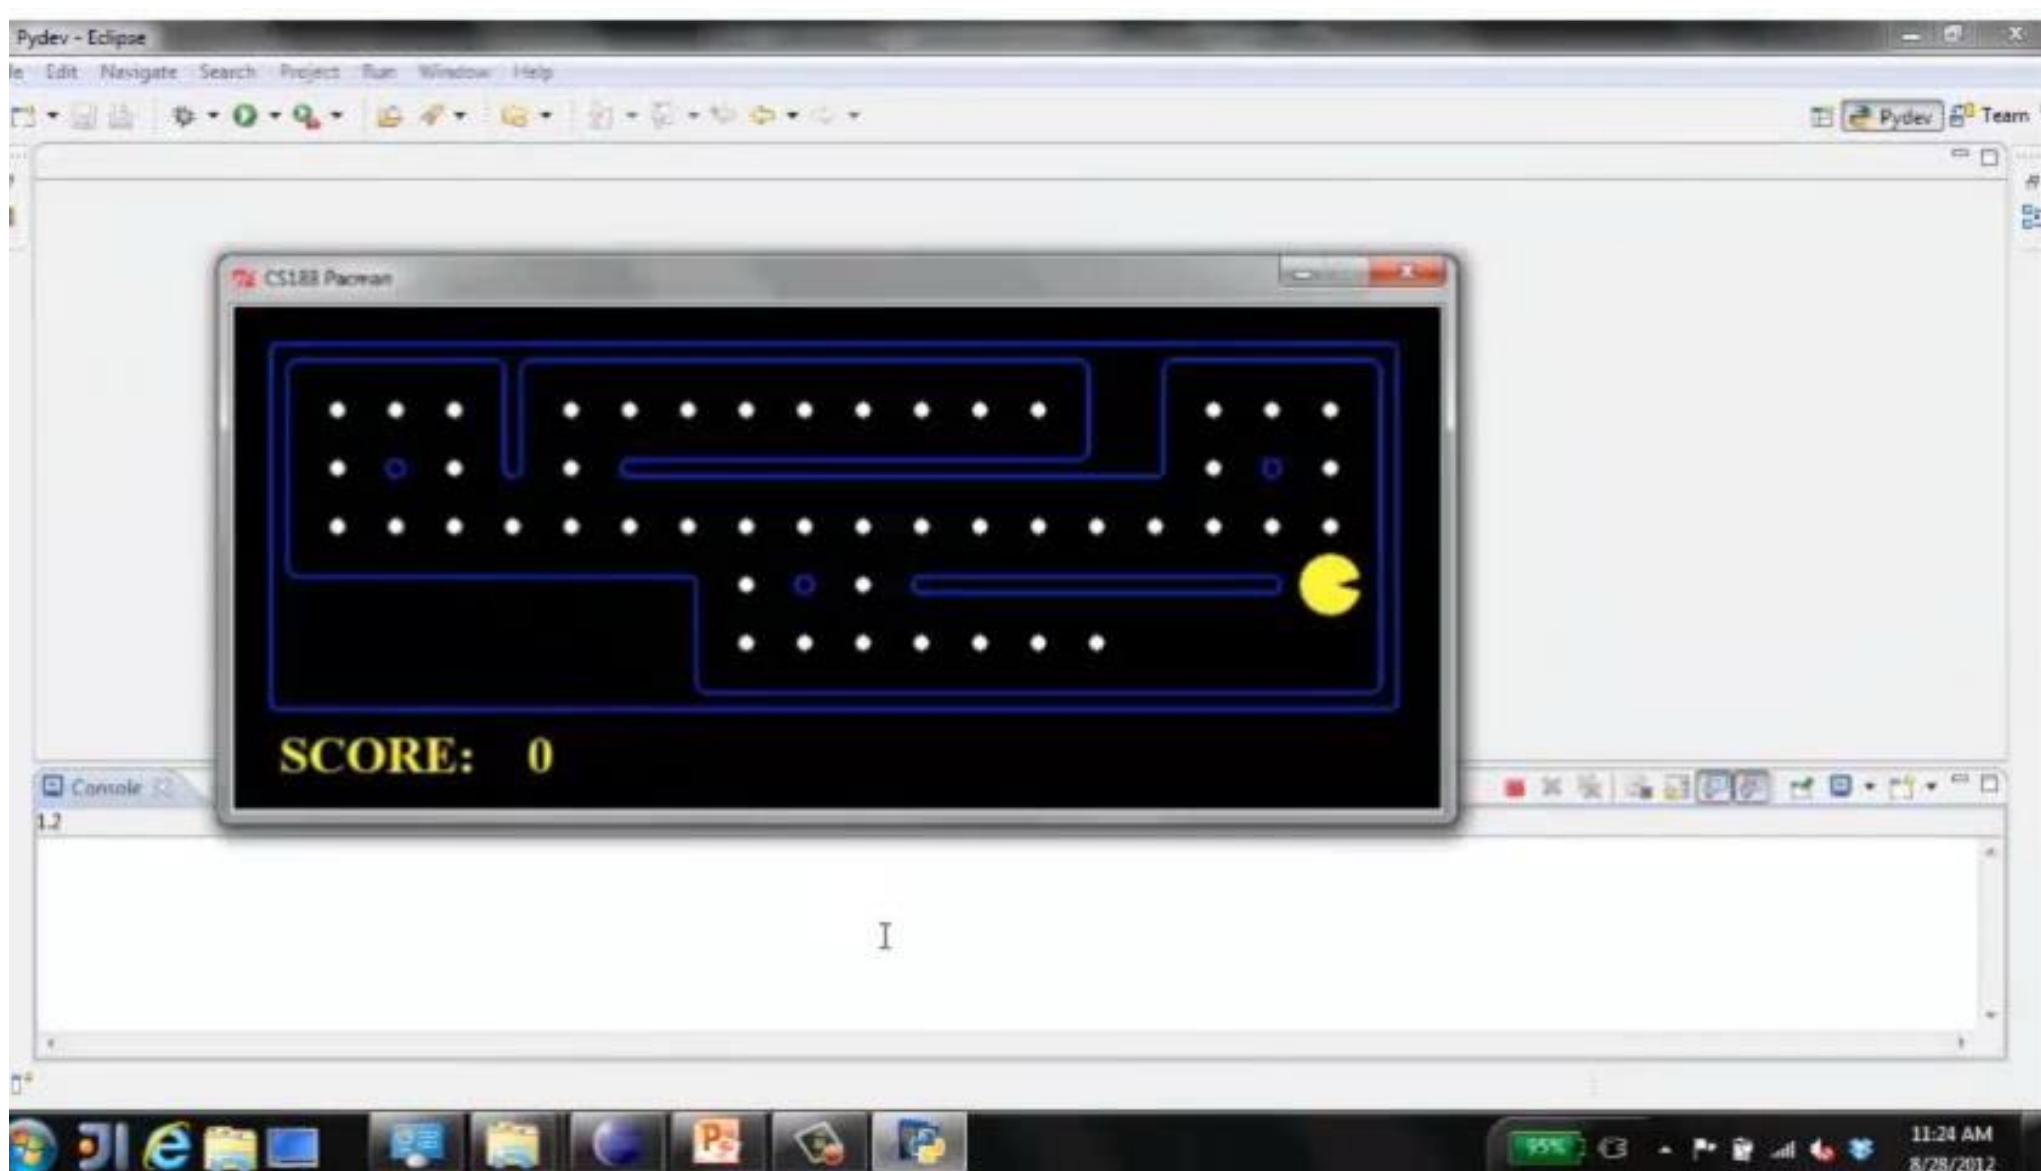 Pydev - Eclipse
Edit Navigate Search Project Run Window Help
Pydev Team
CS188 Pacman
SCORE: 0
Console
1.2
95%
11:24 AM
8/28/2012